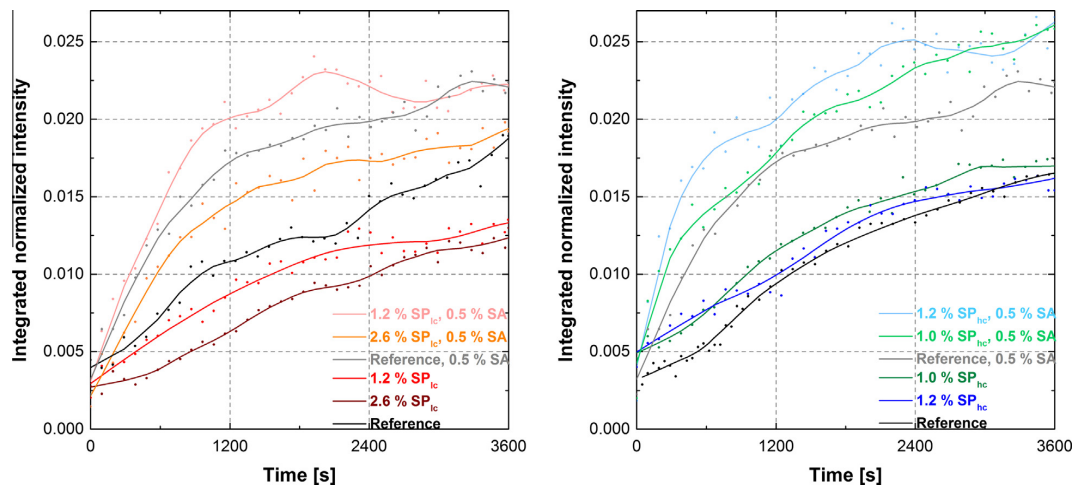 0.025
0.020
0.015
0.010
0.005
0.000
Integrated normalized intensity
1.2 % SPlc, 0.5 % SA
2.6 % SPlc, 0.5 % SA
Reference, 0.5 % SA
1.2 % SPlc
2.6 % SPlc
Reference
0 1200 2400 3600
Time [s]
0.025
0.020
0.015
0.010
0.005
0.000
Integrated normalized intensity
1.2 % SPhc, 0.5 % SA
1.0 % SPhc, 0.5 % SA
Reference, 0.5 % SA
1.0 % SPhc
1.2 % SPhc
Reference
0 1200 2400 3600
Time [s]